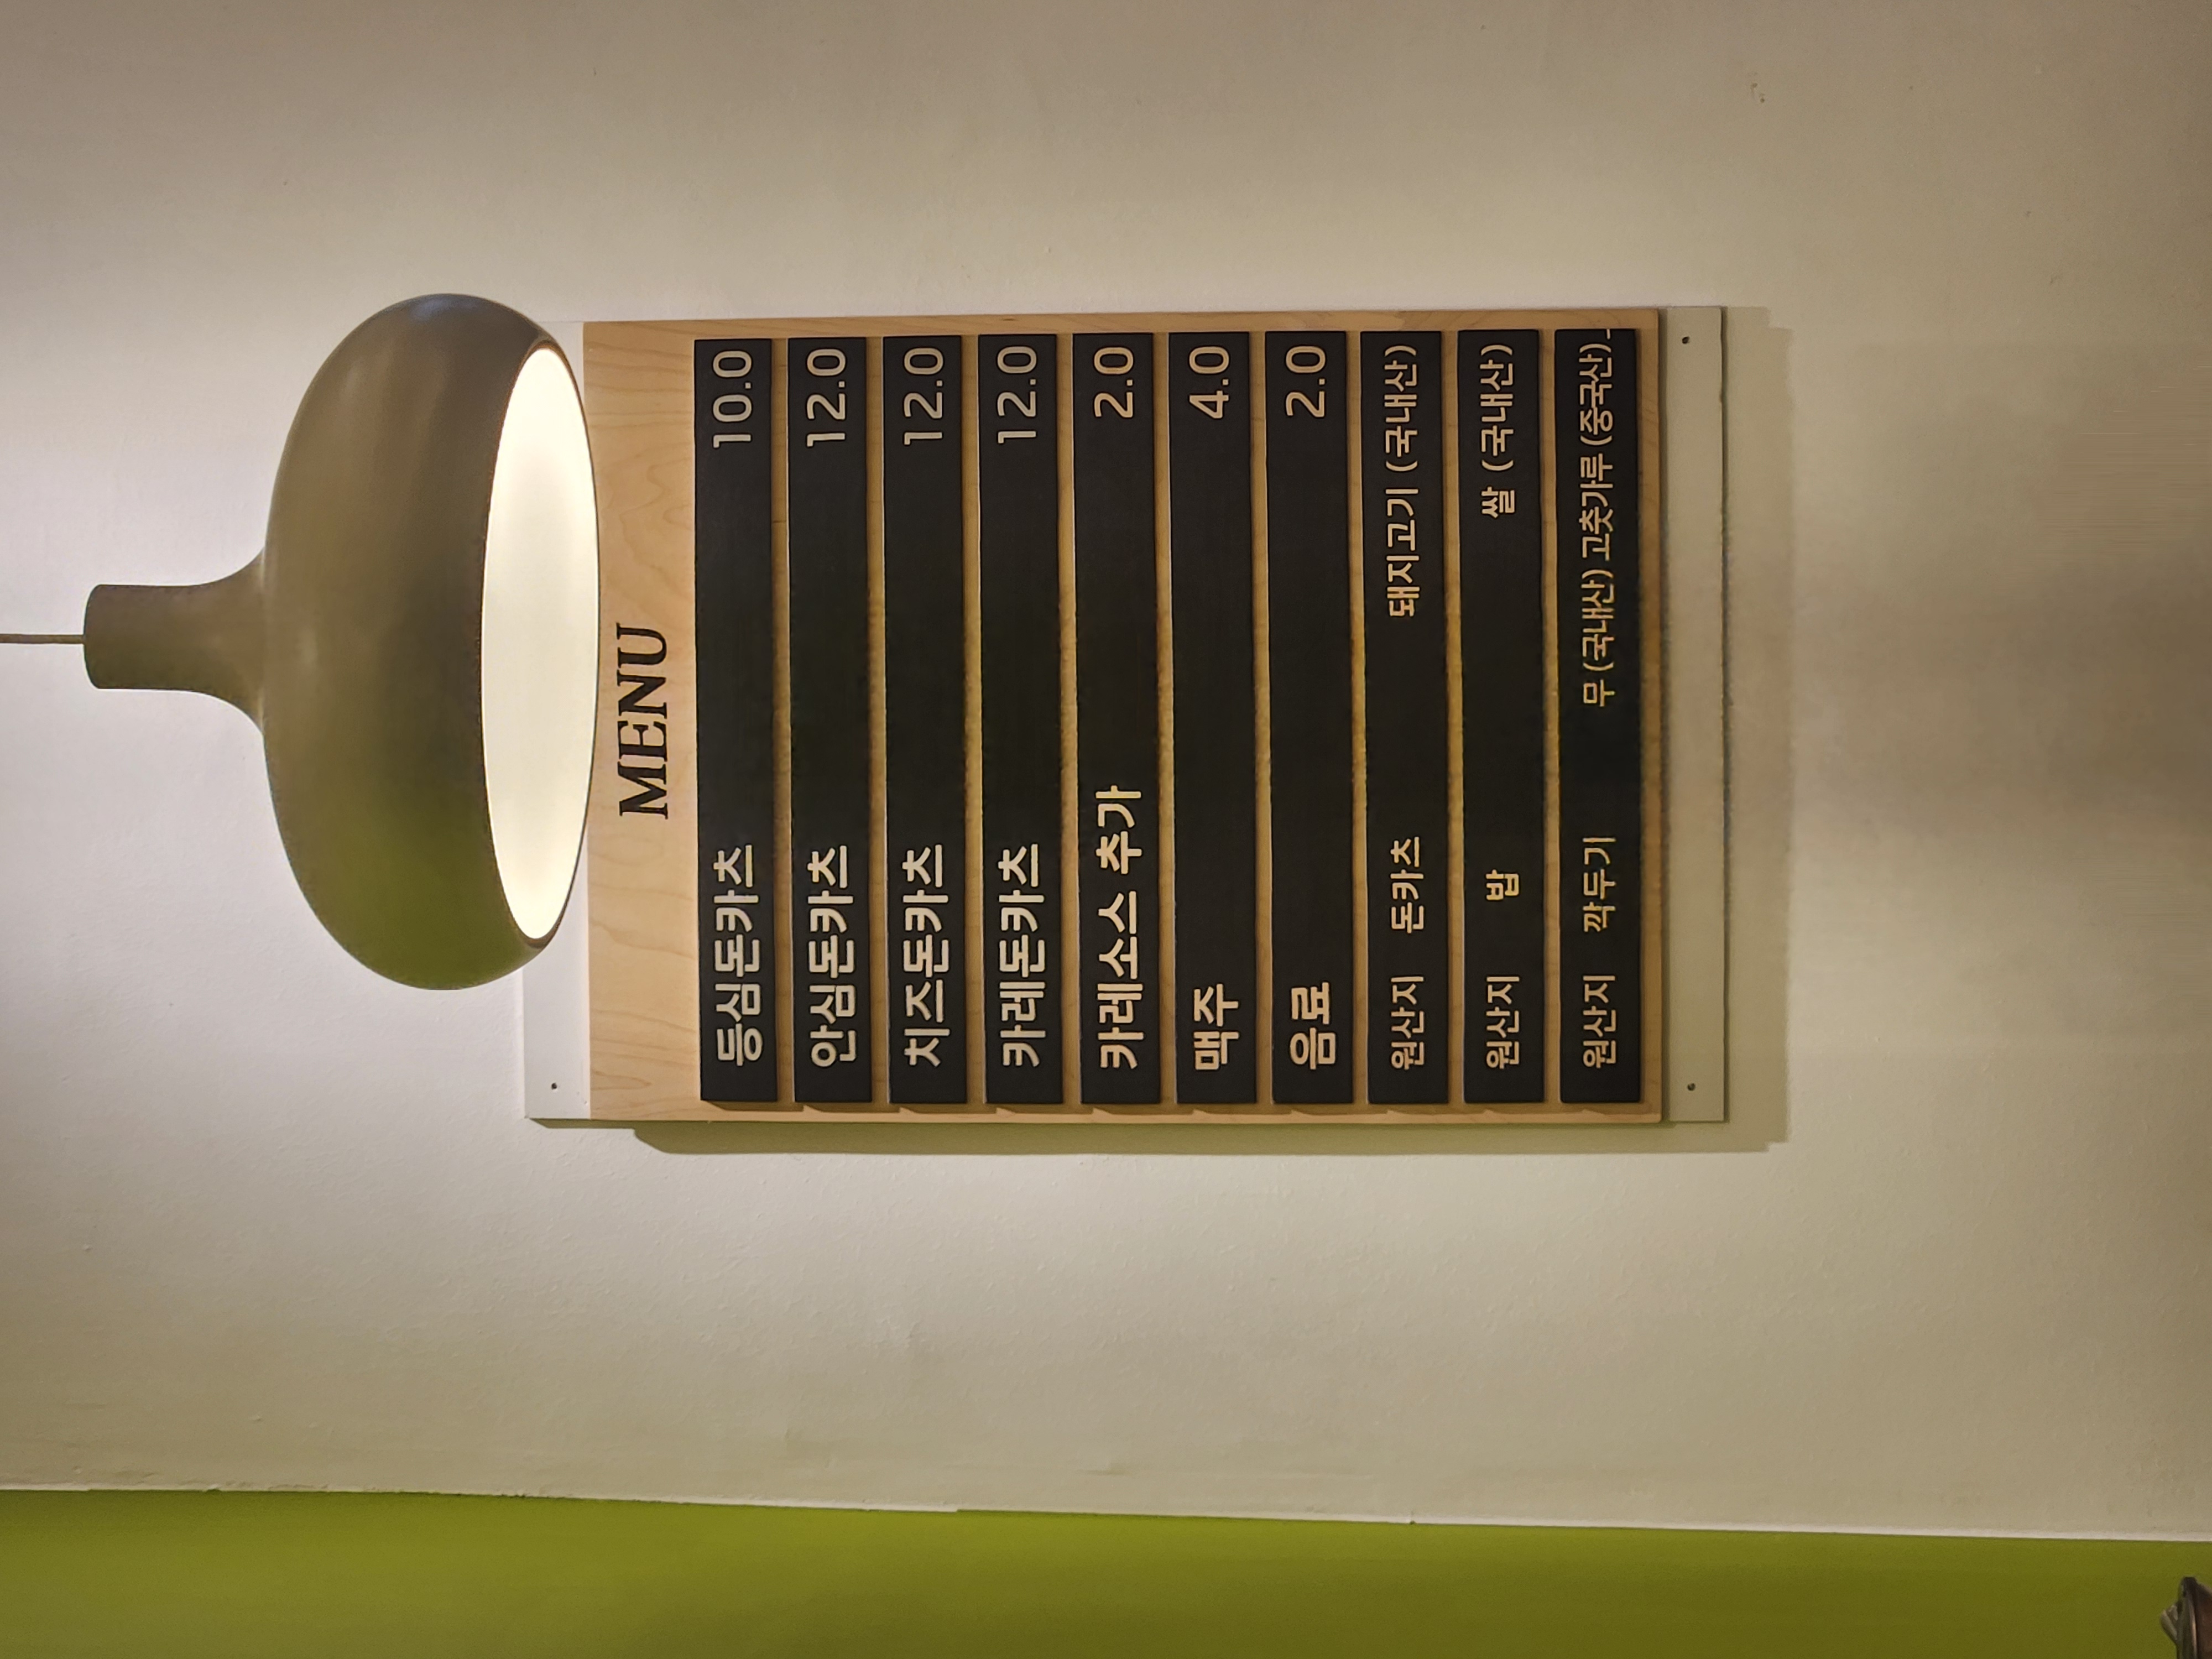 MENU
등심돈카츠 10.0
안심돈카츠 12.0
치즈돈카츠 12.0
카레돈카츠 12.0
카레소스 추가 2.0
맥주 4.0
음료 2.0
원산지 돈카츠 돼지고기 (국내산)
원산지 밥 쌀 (국내산)
원산지 깍두기 무 (국내산) 고춧가루 (중국산)